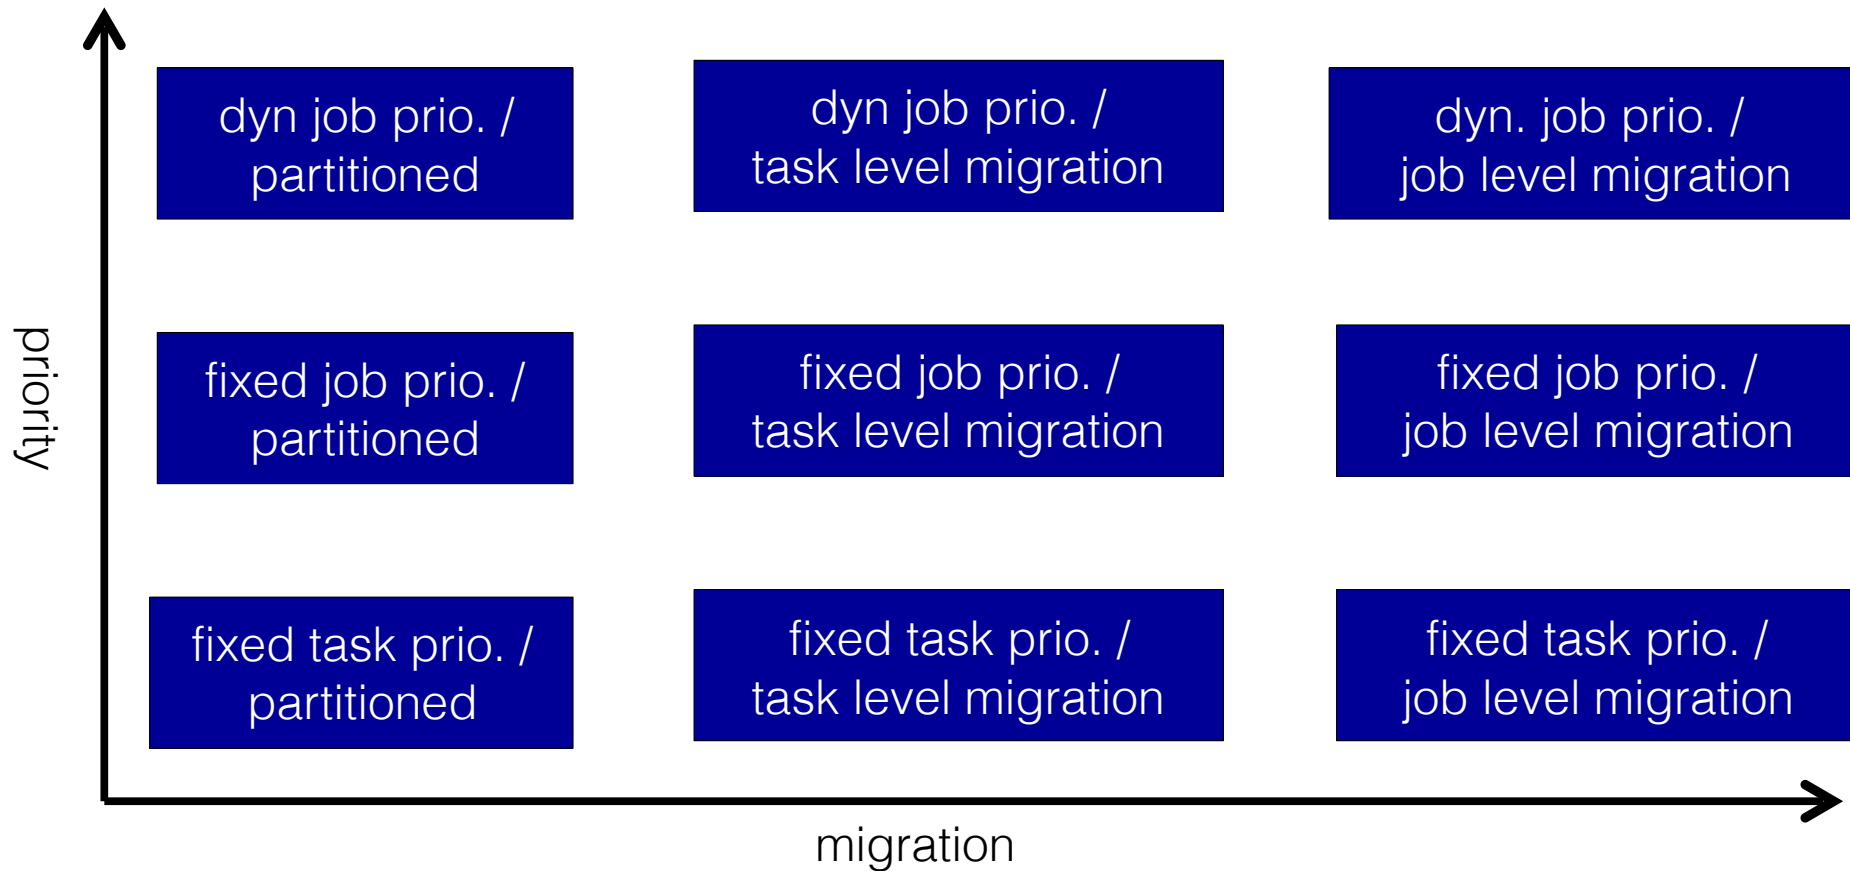 dyn job prio. /
partitioned
dyn job prio. /
task level migration
dyn. job prio. /
job level migration
priority
fixed job prio. /
partitioned
fixed job prio. /
task level migration
fixed job prio. /
job level migration
fixed task prio. /
partitioned
fixed task prio. /
task level migration
fixed task prio. /
job level migration
migration